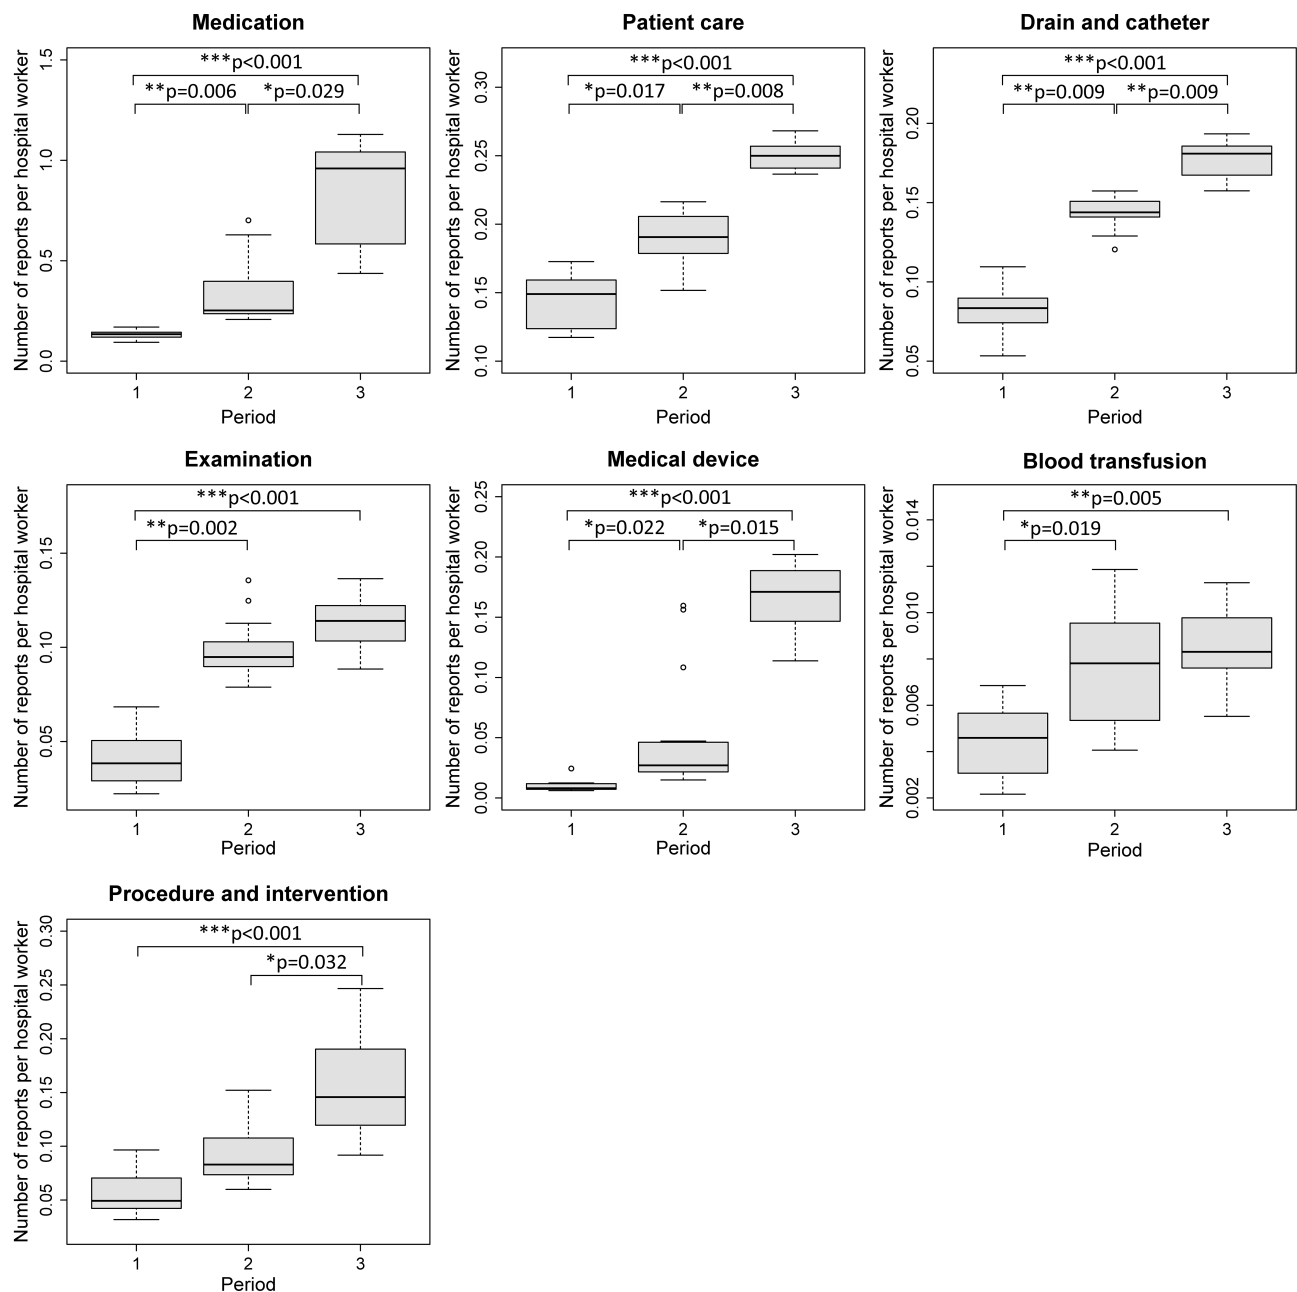 Medication
Number of reports per hospital worker
1.5
1.0
0.5
0.0
***p<0.001
**p=0.006
*p=0.029
1 2 3
Period
Patient care
Number of reports per hospital worker
0.30
0.25
0.20
0.15
0.10
***p<0.001
*p=0.017
**p=0.008
1 2 3
Period
Drain and catheter
Number of reports per hospital worker
0.20
0.15
0.10
0.05
***p<0.001
**p=0.009
**p=0.009
1 2 3
Period
Examination
Number of reports per hospital worker
0.15
0.10
0.05
***p<0.001
**p=0.002
1 2 3
Period
Medical device
Number of reports per hospital worker
0.25
0.20
0.15
0.10
0.05
0.00
***p<0.001
*p=0.022
*p=0.015
1 2 3
Period
Blood transfusion
Number of reports per hospital worker
0.014
0.010
0.006
0.002
**p=0.005
*p=0.019
1 2 3
Period
Procedure and intervention
Number of reports per hospital worker
0.30
0.25
0.20
0.15
0.10
0.05
***p<0.001
*p=0.032
1 2 3
Period